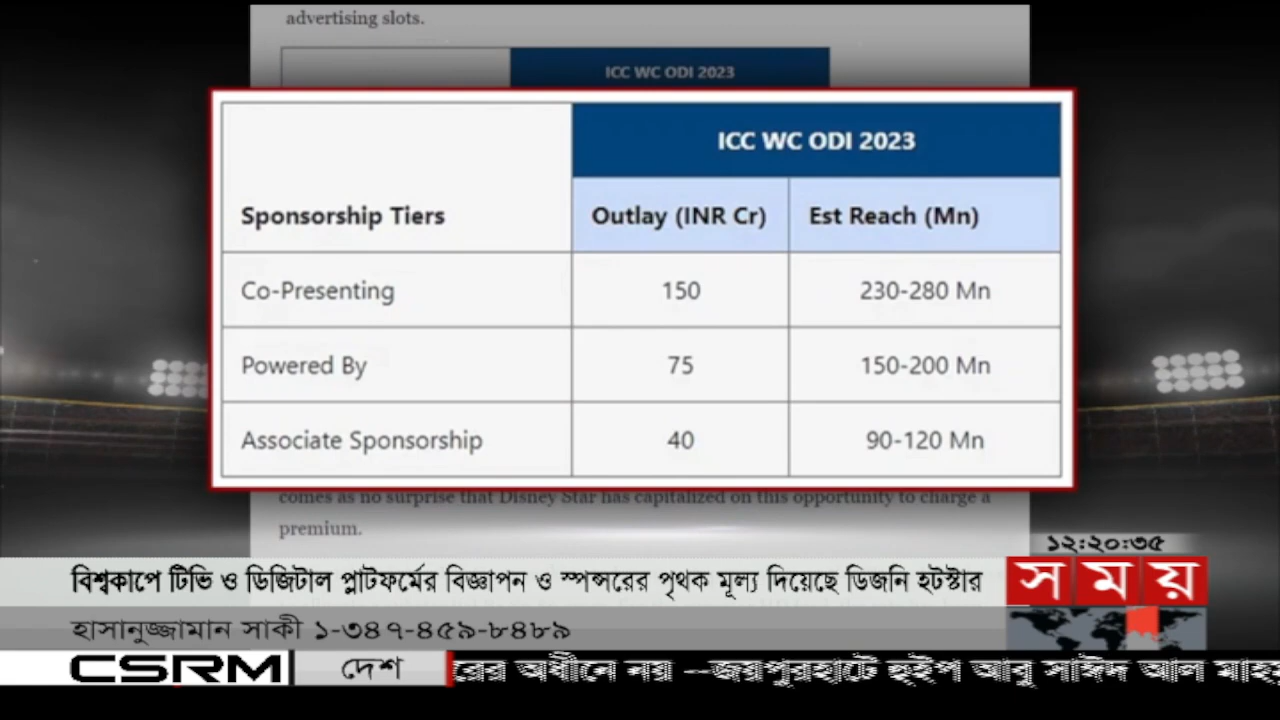 advertising slots.
ICC WC ODI 2023
ICC WC ODI 2023
Sponsorship Tiers Outlay (INR Cr) Est Reach (Mn)
Co-Presenting 150 230-280 Mn
Powered By 75 150-200 Mn
Associate Sponsorship 40 90-120 Mn
comes as no surprise that Disney Star has capitalized on this opportunity to charge a
premium.
১২:২০:৩৫
বিশ্বকাপে টিভি ও ডিজিটাল প্লাটফর্মের বিজ্ঞাপন ও স্পন্সরের পৃথক মূল্য দিয়েছে ডিজনি হটস্টার
সময়
হাসানুজ্জামান সাকী ১-৩৪৭-৪৫৯-৮৪৮৯
CSRM দেশ রের অধীনে নয় –জয়পুরহাটে হুইপ আবু সাঈদ আল